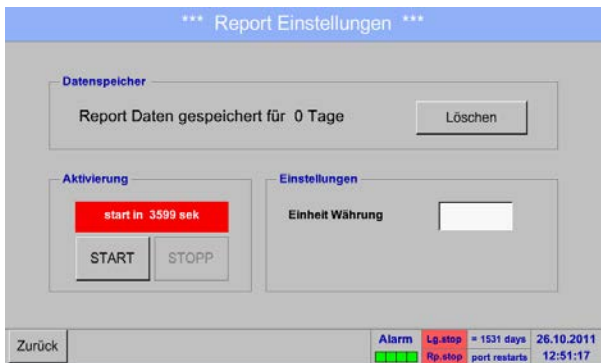 *** Report Einstellungen ***
Datenspeicher
Report Daten gespeichert für 0 Tage
Löschen
Aktivierung
start in 3599 sek
START
STOPP
Einstellungen
Einheit Währung
Zurück
Alarm
Lg.stop
= 1531 days
26.10.2011
Rp.stop
port restarts
12:51:17